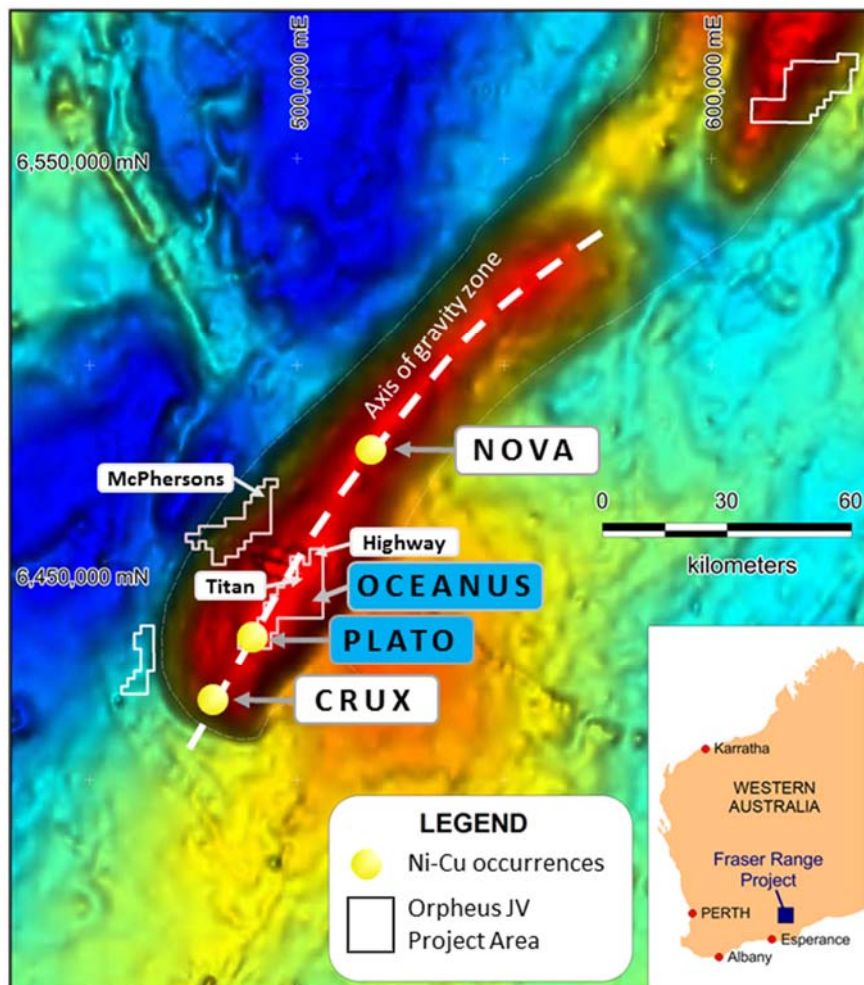 500,000 mE
600,000 mE
6,550,000 mN
Axis of gravity zone
NOVA
McPhersons
0 30 60
kilometers
Highway
6,450,000 mN
Titan
OCEANUS
PLATO
CRUX
LEGEND
Ni-Cu occurrences
Orpheus JV
Project Area
Karratha
WESTERN
AUSTRALIA
Fraser Range
Project
PERTH
Esperance
Albany